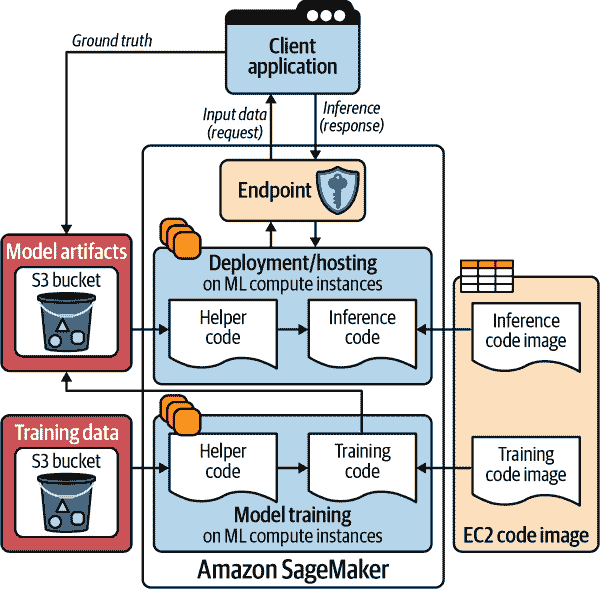 Client
application
Ground truth
Input data
(request)
Inference
(response)
Endpoint
Model artifacts
S3 bucket
Deployment/hosting
on ML compute instances
Helper
code
Inference
code
Inference
code image
Training data
S3 bucket
Helper
code
Training
code
Training
code image
Model training
on ML compute instances
EC2 code image
Amazon SageMaker